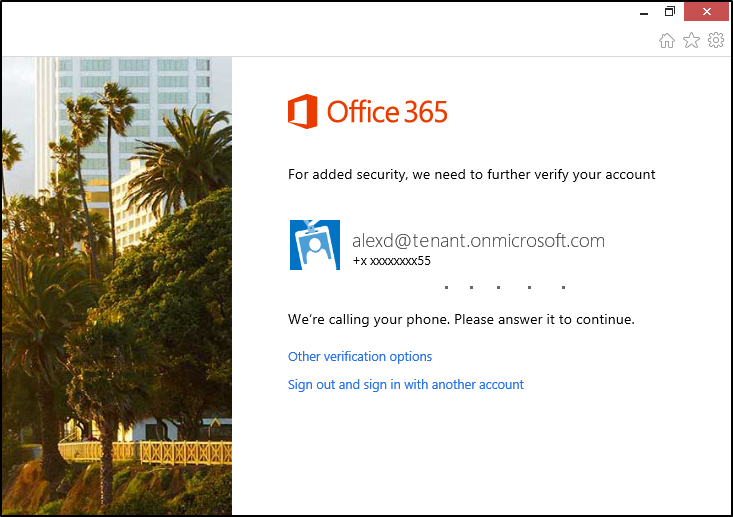 Office 365
For added security, we need to further verify your account
alexd@tenant.onmicrosoft.com
+x xxxxxxxx55
We're calling your phone. Please answer it to continue.
Other verification options
Sign out and sign in with another account